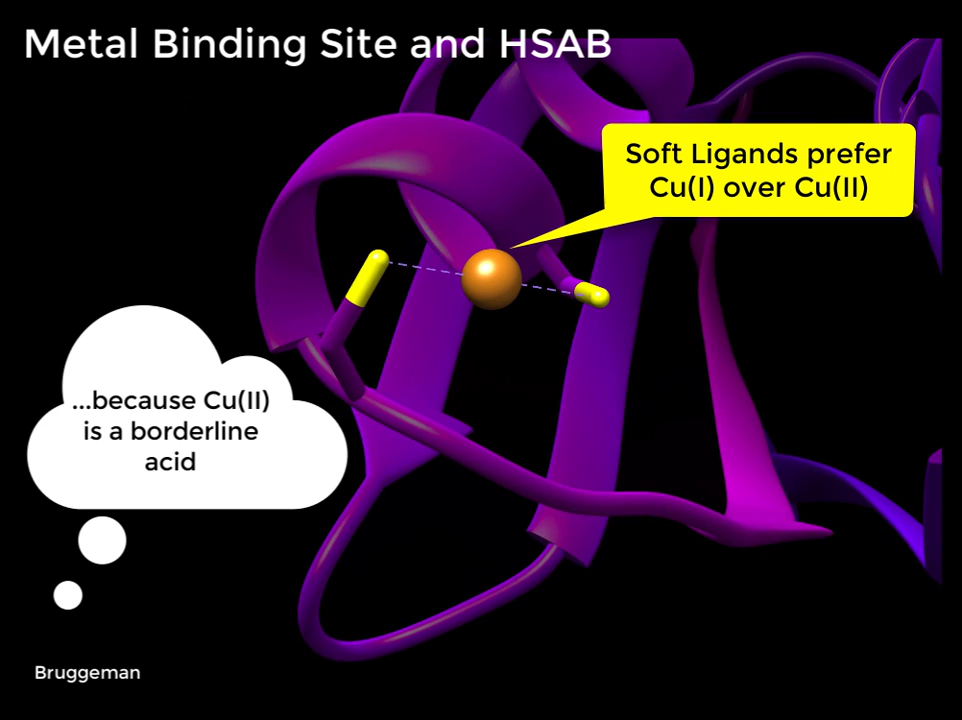 Metal Binding Site and HSAB
Soft Ligands prefer
Cu(I) over Cu(II)
...because Cu(II)
is a borderline
acid
Bruggeman